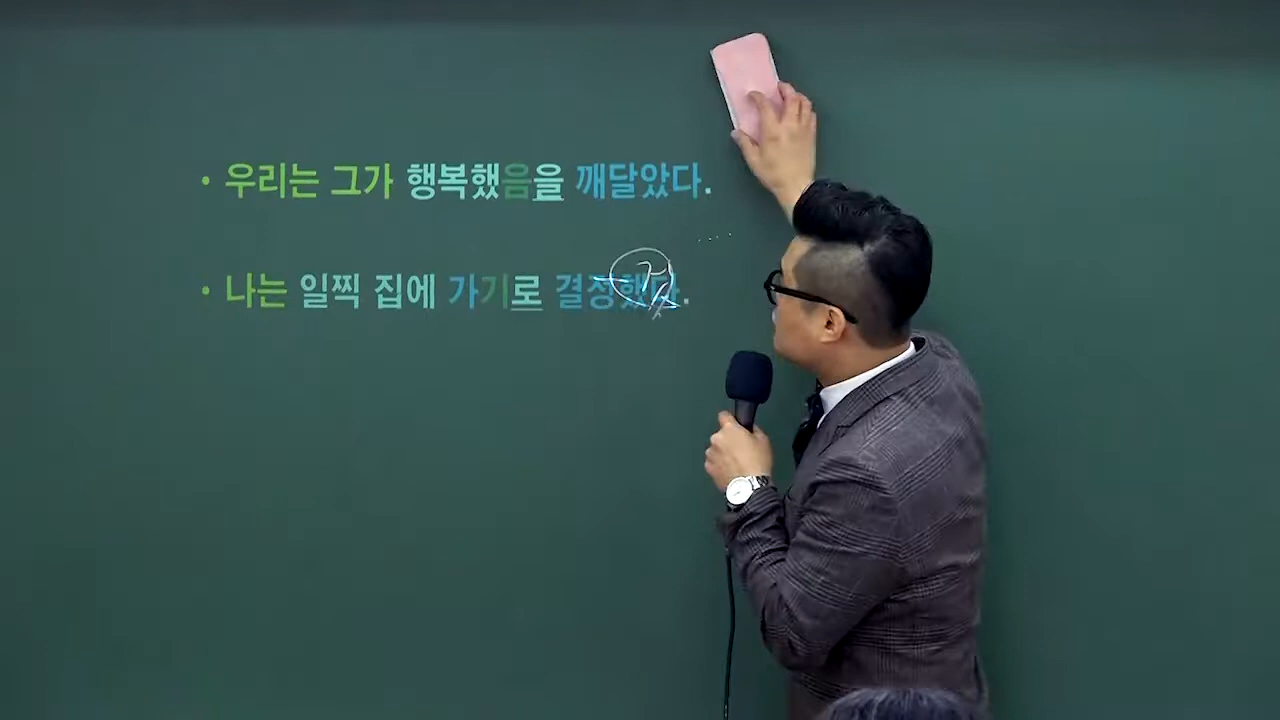 • 우리는 그가 행복했음을 깨달았다.
• 나는 일찍 집에 가기로 결정했다.